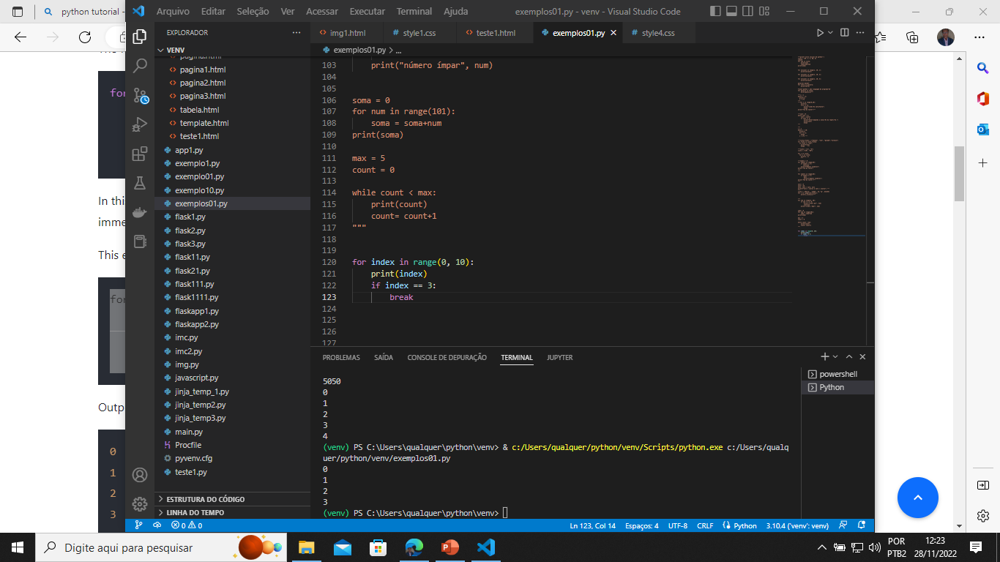 python tutorial -
Arquivo Editar Seleção Ver Acessar Executar Terminal Ajuda
exemplos01.py - venv - Visual Studio Code
EXPLORADOR
VENV
pagina.html
pagina1.html
pagina2.html
pagina3.html
tabela.html
template.html
teste1.html
app1.py
exemplo1.py
exemplo01.py
exemplo10.py
exemplos01.py
flask1.py
flask2.py
flask3.py
flask11.py
flask21.py
flask111.py
flask1111.py
flaskapp1.py
flaskapp2.py
imc.py
imc2.py
img.py
javascript.py
jinja_temp_1.py
jinja_temp2.py
jinja_temp3.py
main.py
Procfile
pyvenv.cfg
teste1.py
ESTRUTURA DO CÓDIGO
LINHA DO TEMPO
img1.html style1.css teste1.html exemplos01.py style4.css
exemplos01.py > ...
103 print("número ímpar", num)
104
105
106 soma = 0
107 for num in range(101):
108 soma = soma+num
109 print(soma)
110
111 max = 5
112 count = 0
113
114 while count < max:
115 print(count)
116 count= count+1
117 """
118
119
120 for index in range(0, 10):
121 print(index)
122 if index == 3:
123 break
124
125
126
127
PROBLEMAS SAÍDA CONSOLE DE DEPURAÇÃO TERMINAL JUPYTER
5050
0
1
2
3
4
(venv) PS C:\Users\qualquer\python\venv> & c:/Users/qualquer/python/venv/Scripts/python.exe c:/Users/qualq
uer/python/venv/exemplos01.py
0
1
2
3
(venv) PS C:\Users\qualquer\python\venv>
powershell
Python
0 0
Ln 123, Col 14 Espaços: 4 UTF-8 CRLF Python 3.10.4 ('venv': venv)
for
In this
imme
This e
for
Outp
0
1
2
3
Digite aqui para pesquisar
POR
PTB2
12:23
28/11/2022